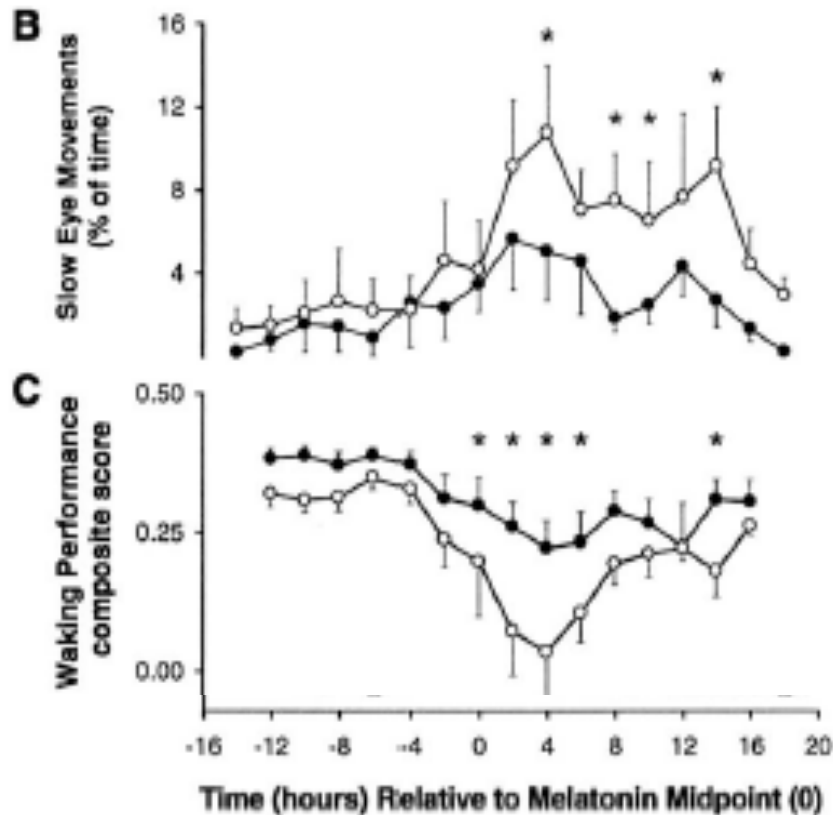 B
16
12
8
4
Slow Eye Movements
(% of time)
* * * *
C
0.50
0.25
0.00
Waking Performance
composite score
* * * * *
-16 -12 -8 -4 0 4 8 12 16 20
Time (hours) Relative to Melatonin Midpoint (0)